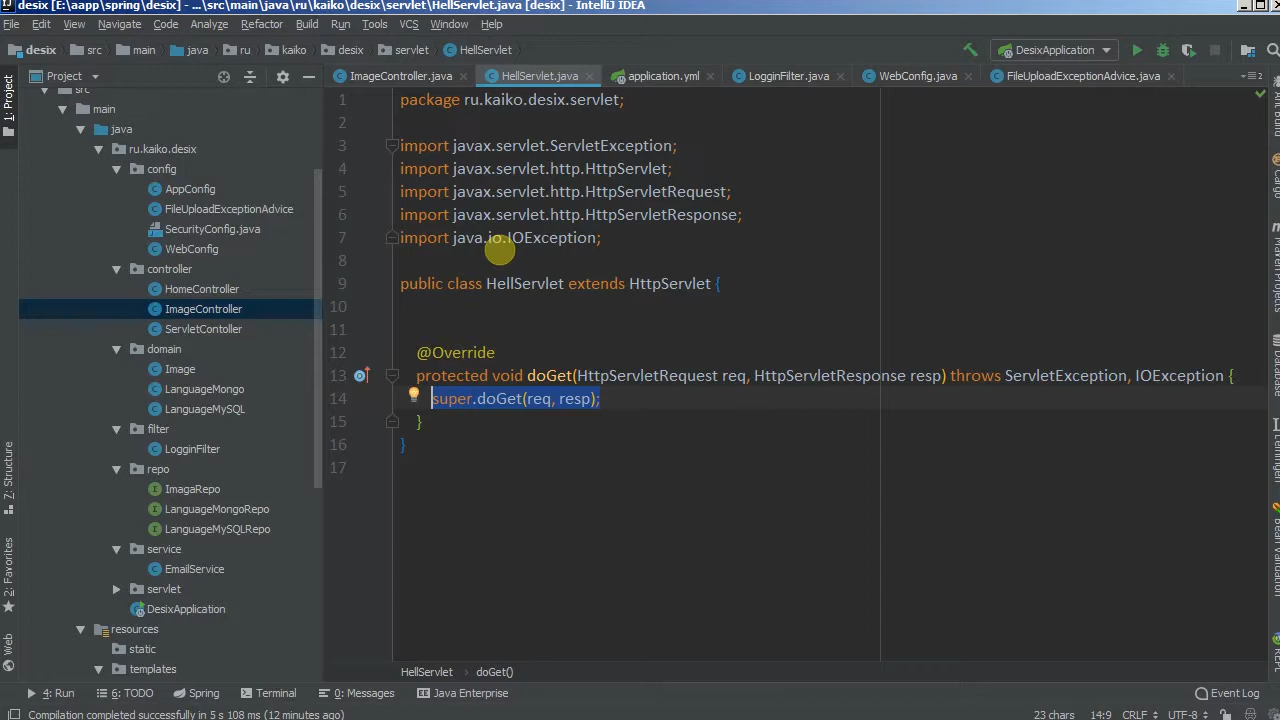 desix [E:\aapp\spring\desix] - ...\src\main\java\ru\kaiko\desix\servlet\HellServlet.java [desix] - IntelliJ IDEA
File Edit View Navigate Code Analyze Refactor Build Run Tools VCS Window Help
desix src main java ru kaiko desix servlet HellServlet DesixApplication
Project ImageController.java HellServlet.java application.yml LogginFilter.java WebConfig.java FileUploadExceptionAdvice.java
1: Project
src
main
java
ru.kaiko.desix
config
AppConfig
FileUploadExceptionAdvice
SecurityConfig.java
WebConfig
controller
HomeController
ImageController
ServletContoller
domain
Image
LanguageMongo
LanguageMySQL
filter
LogginFilter
repo
ImagaRepo
LanguageMongoRepo
LanguageMySQLRepo
service
EmailService
servlet
DesixApplication
resources
static
templates
Z: Structure
2: Favorites
Web
1 package ru.kaiko.desix.servlet;
2
3 import javax.servlet.ServletException;
4 import javax.servlet.http.HttpServlet;
5 import javax.servlet.http.HttpServletRequest;
6 import javax.servlet.http.HttpServletResponse;
7 import java.io.IOException;
8
9 public class HellServlet extends HttpServlet {
10
11
12 @Override
13 protected void doGet(HttpServletRequest req, HttpServletResponse resp) throws ServletException, IOException {
14 super.doGet(req, resp);
15 }
16 }
17
HellServlet doGet()
4: Run 6: TODO Spring Terminal 0: Messages Java Enterprise Event Log
Compilation completed successfully in 5 s 108 ms (12 minutes ago) 23 chars 14:9 CRLF UTF-8